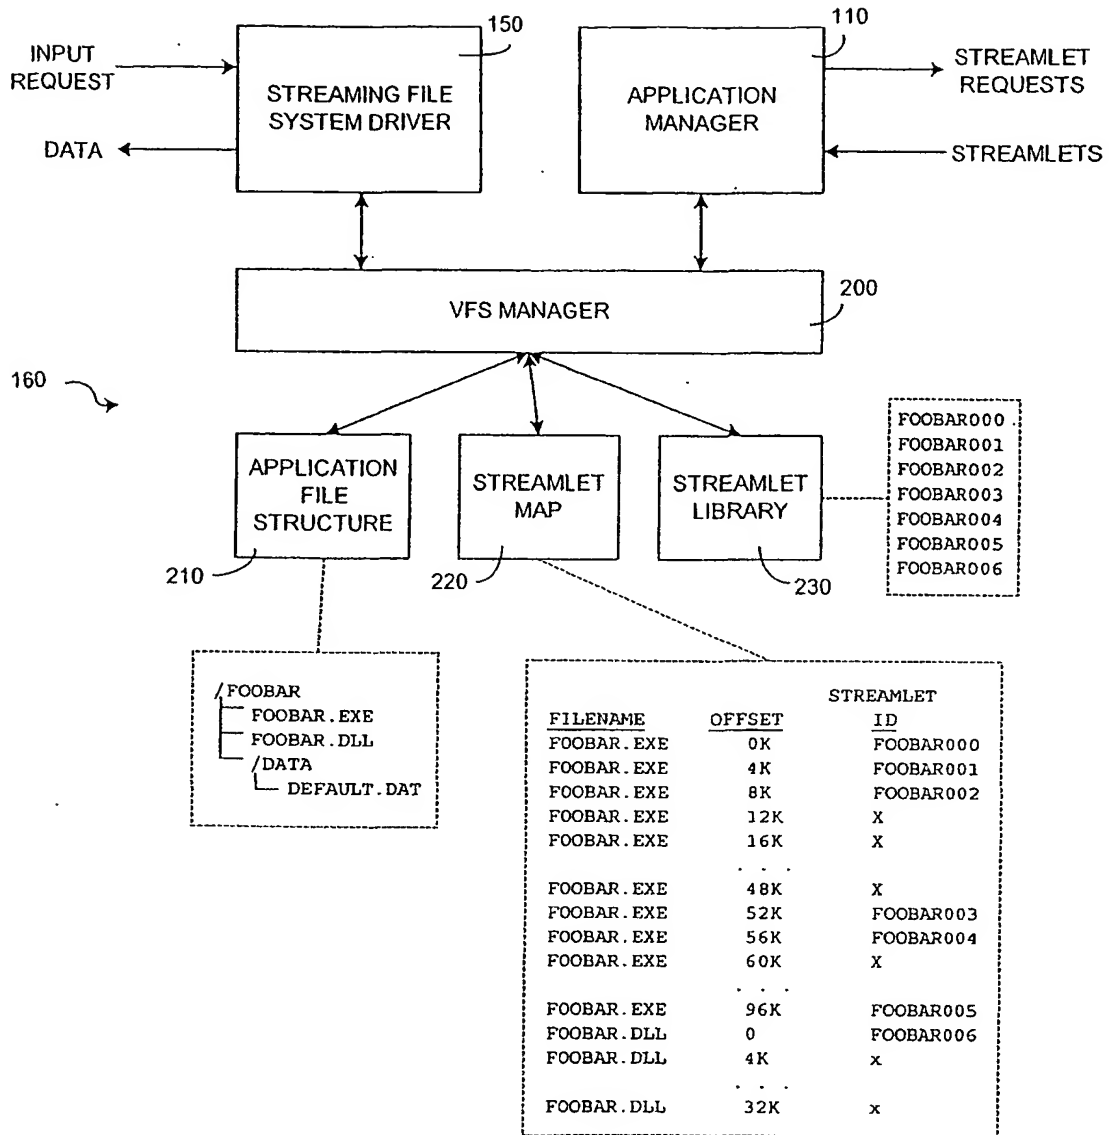 150
110
INPUT
REQUEST
STREAMING FILE
SYSTEM DRIVER
DATA
APPLICATION
MANAGER
STREAMLET
REQUESTS
STREAMLETS
VFS MANAGER
200
160
APPLICATION
FILE
STRUCTURE
210
STREAMLET
MAP
220
STREAMLET
LIBRARY
230
FOOBAR000
FOOBAR001
FOOBAR002
FOOBAR003
FOOBAR004
FOOBAR005
FOOBAR006
/FOOBAR
FOOBAR.EXE
FOOBAR.DLL
/DATA
DEFAULT.DAT
STREAMLET
FILENAME OFFSET ID
FOOBAR.EXE 0K FOOBAR000
FOOBAR.EXE 4K FOOBAR001
FOOBAR.EXE 8K FOOBAR002
FOOBAR.EXE 12K X
FOOBAR.EXE 16K X
. . .
FOOBAR.EXE 48K X
FOOBAR.EXE 52K FOOBAR003
FOOBAR.EXE 56K FOOBAR004
FOOBAR.EXE 60K X
. . .
FOOBAR.EXE 96K FOOBAR005
FOOBAR.DLL 0 FOOBAR006
FOOBAR.DLL 4K x
. . .
FOOBAR.DLL 32K x